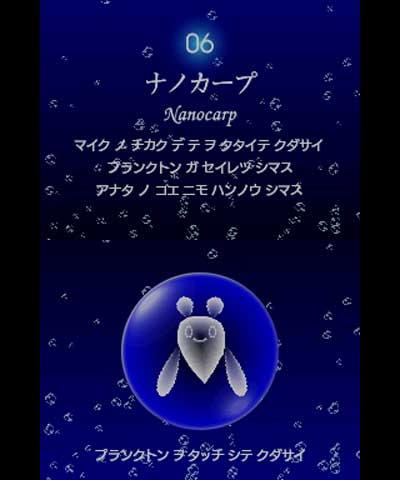 06
ナノカープ
Nanocarp
マイク ノ チカク デ テ ヲ タタイテ クダサイ
プランクトン ガ セイレツ シマス
アナタ ノ コエ ニモ ハンノウ シマス
プランクトン ヲ タッチ シテ クダサイ